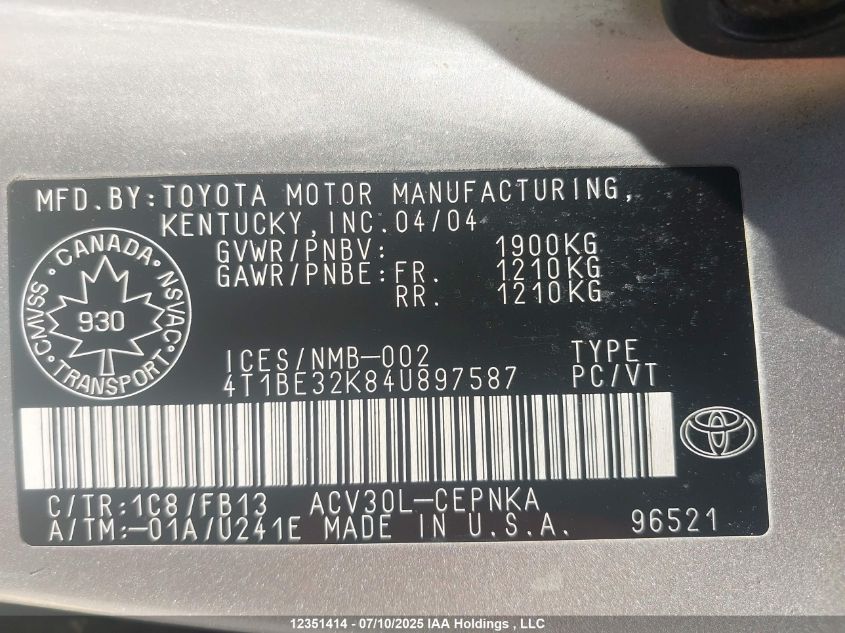 MFD.BY:TOYOTA MOTOR MANUFACTURING,
KENTUCKY, INC. 04/04
GVWR/PNBV: 1900KG
GAWR/PNBE: FR. 1210KG
RR. 1210KG
CMVSS · CANADA · NSVAC · TRANSPORT ·
930
ICES/NMB-002 TYPE
4T1BE32K84U897587 PC/VT
C/TR:1C8/FB13 ACV30L-CEPNKA
A/TM:-01A/U241E MADE IN U.S.A. 96521
12351414 - 07/10/2025 IAA Holdings , LLC